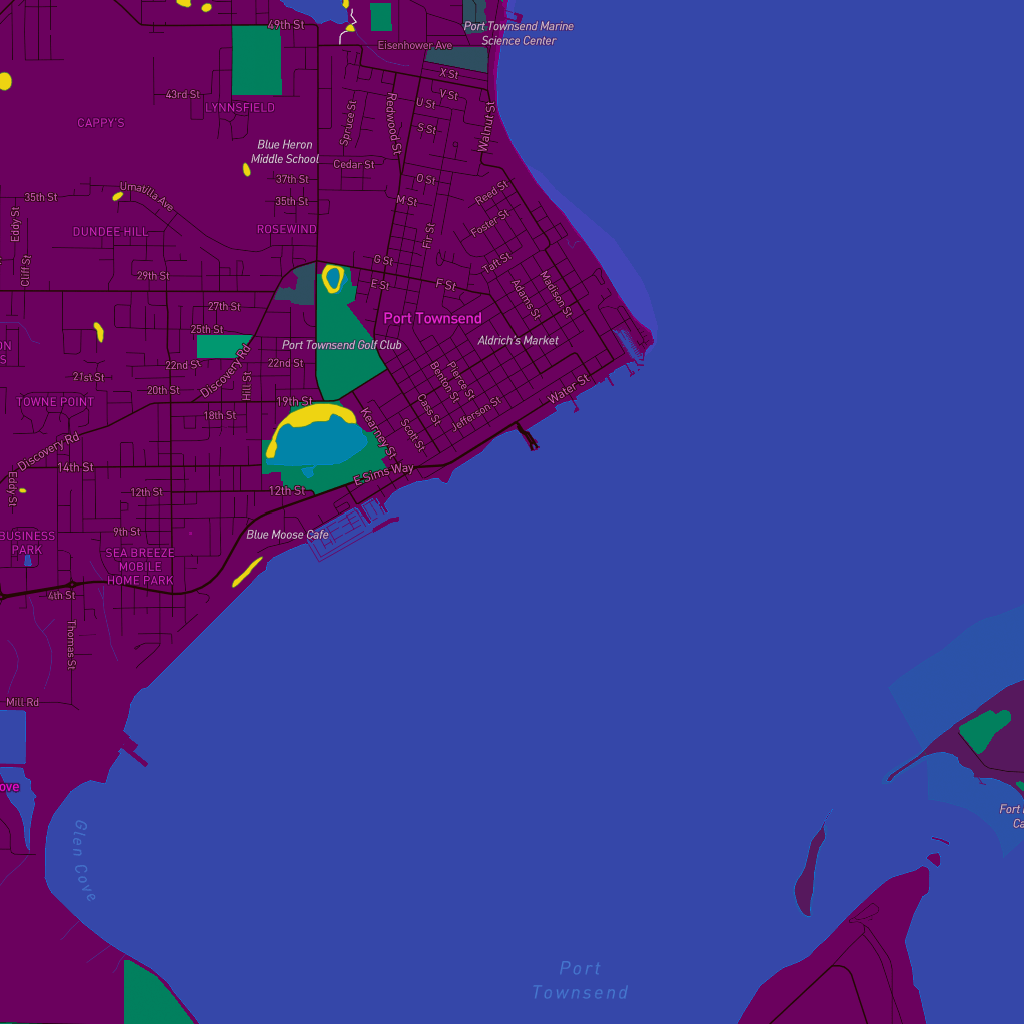 49th St
Port Townsend Marine
Science Center
Eisenhower Ave
X St
43rd St
V St
LYNNSFIELD
U St
Spruce St
Redwood St
Walnut St
CAPPY'S
S St
Blue Heron
Middle School
Cedar St
37th St
O St
35th St
Umatilla Ave
35th St
M St
Reed St
Eddy St
DUNDEE HILL
ROSEWIND
Fir St
Foster St
G St
Taft St
Cliff St
29th St
E St
F St
Adams St
Madison St
27th St
Port Townsend
25th St
Port Townsend Golf Club
Aldrich's Market
22nd St
22nd St
Discovery Rd
21st St
20th St
Hill St
Benton St
Pierce St
Water St
TOWNE POINT
19th St
18th St
Cass St
Jefferson St
Kearney St
Scott St
Discovery Rd
14th St
E Sims Way
Eddy St
12th St
12th St
9th St
Blue Moose Cafe
BUSINESS
PARK
SEA BREEZE
MOBILE
HOME PARK
4th St
Thomas St
Mill Rd
ove
Glen Cove
Fort
Ca
Port
Townsend